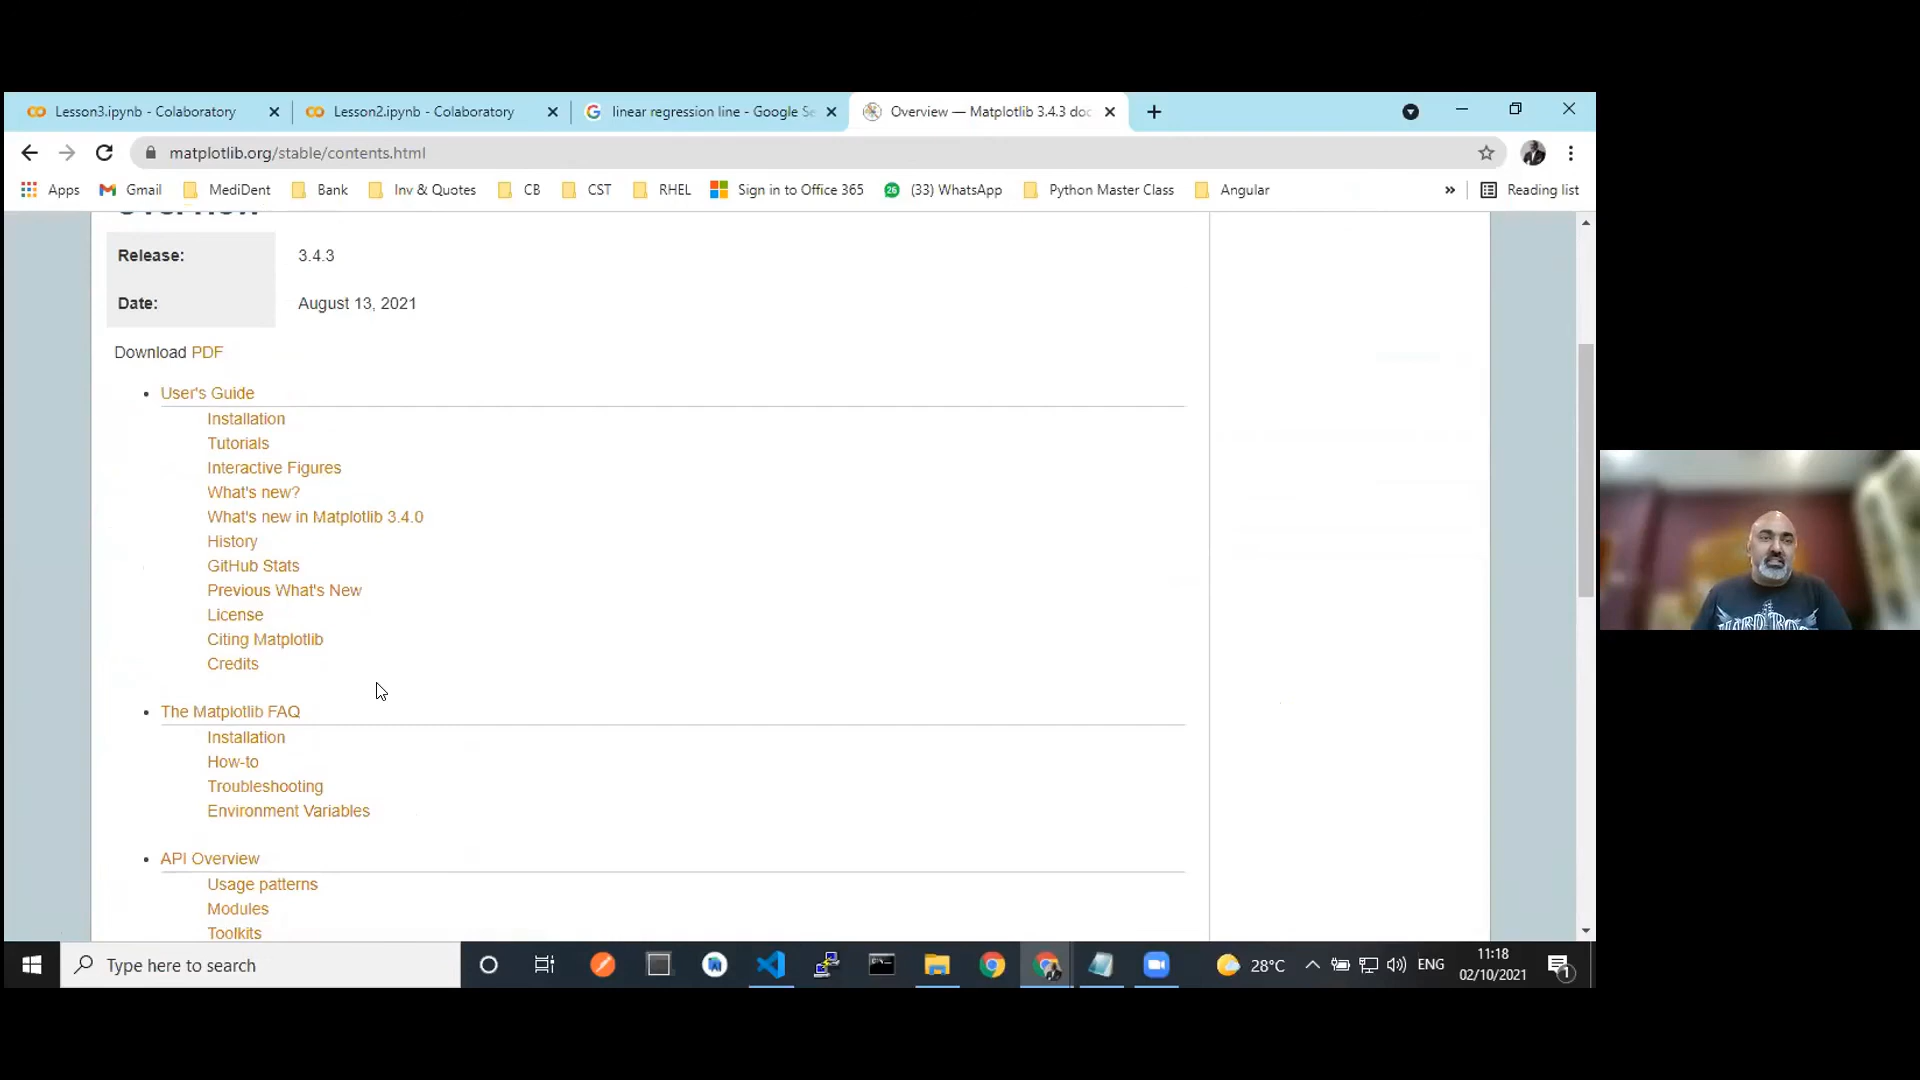 Lesson3.ipynb - Colaboratory
Lesson2.ipynb - Colaboratory
linear regression line - Google Se
Overview — Matplotlib 3.4.3 doc
matplotlib.org/stable/contents.html
Apps
Gmail
MediDent
Bank
Inv & Quotes
CB
CST
RHEL
Sign in to Office 365
26
(33) WhatsApp
Python Master Class
Angular
»
Reading list
Overview
Release: 3.4.3
Date: August 13, 2021
Download PDF
User's Guide
Installation
Tutorials
Interactive Figures
What's new?
What's new in Matplotlib 3.4.0
History
GitHub Stats
Previous What's New
License
Citing Matplotlib
Credits
The Matplotlib FAQ
Installation
How-to
Troubleshooting
Environment Variables
API Overview
Usage patterns
Modules
Toolkits
Type here to search
28°C
ENG
11:18
02/10/2021
1